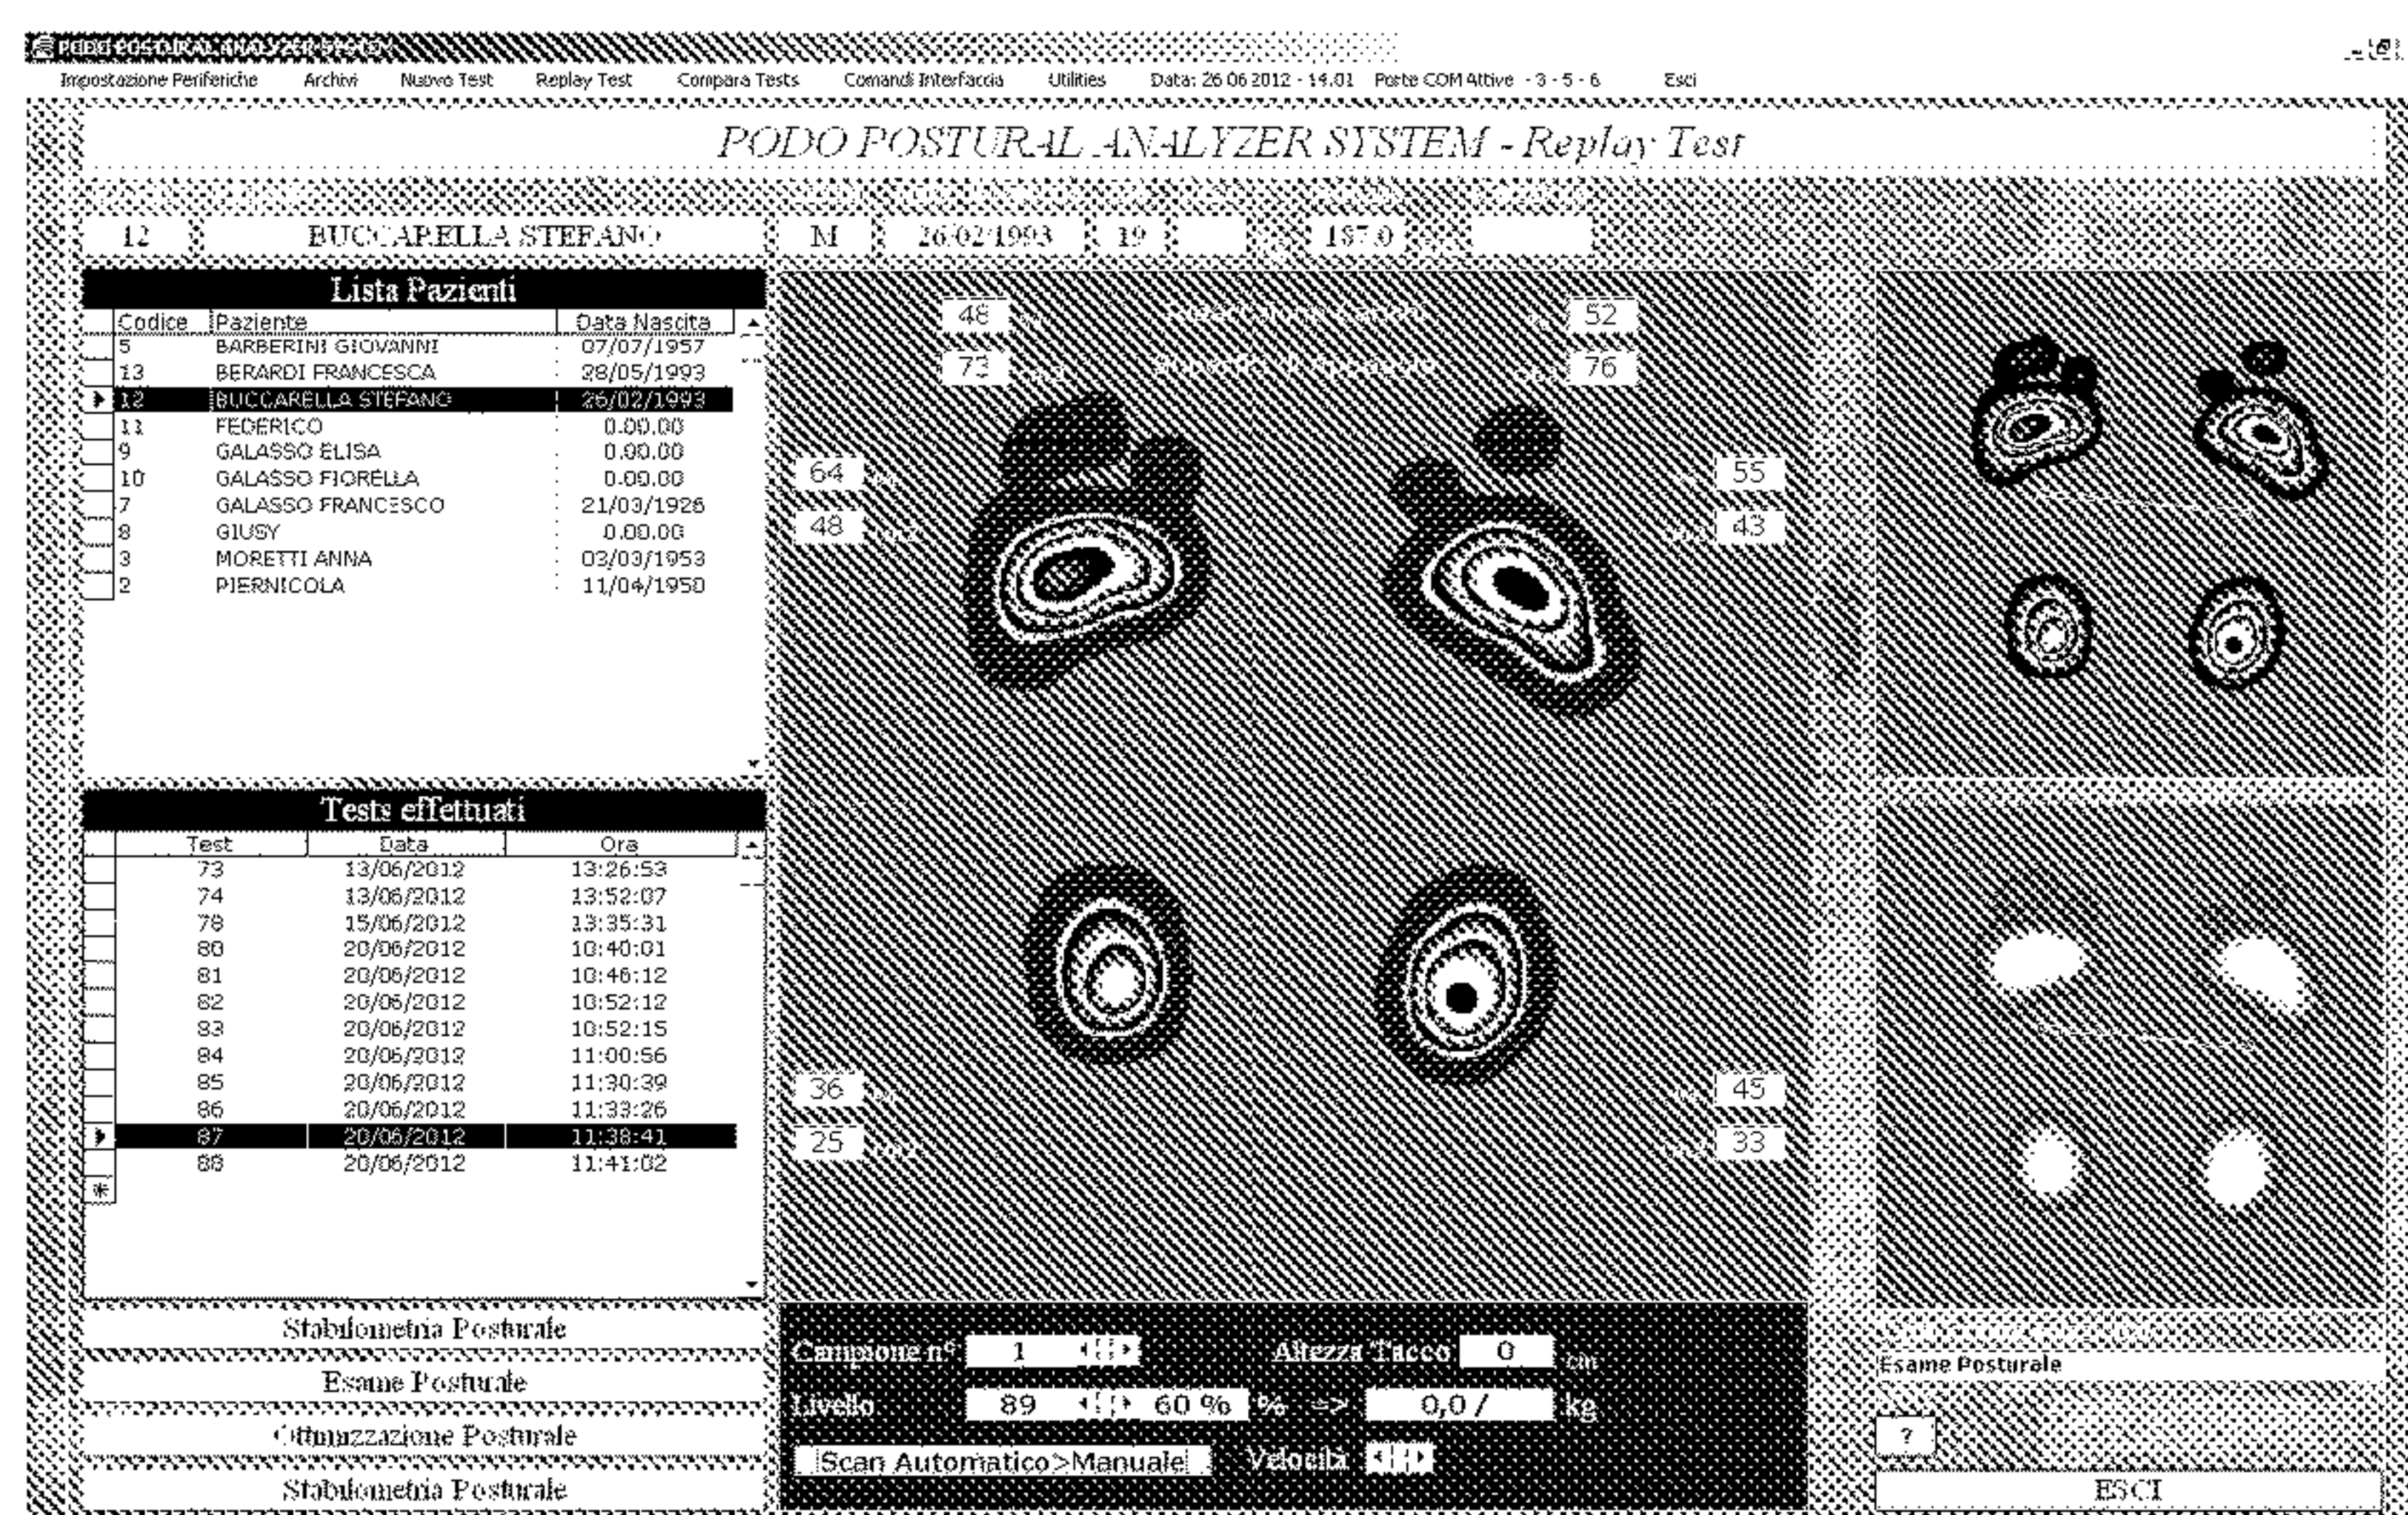 PODO POSTURAL ANALYZER SYSTEM
Impostazione Periferiche Archivi Nuovo Test Replay Test Compara Tests Comandi Interfaccia Utilities Data: 26 06 2012 - 14.01 Porte COM Attive - 3 - 5 - 6 Esci
PODO POSTURAL ANALYZER SYSTEM - Replay Test
12 BUCCARELLA STEFANO M 26/02/1993 19 187.0
Lista Pazienti
Codice Paziente Data Nascita
5 BARBERINI GIOVANNI 07/07/1957
13 BERARDI FRANCESCA 28/05/1993
12 BUCCARELLA STEFANO 26/02/1993
11 FEDERICO 0.00.00
9 GALASSO ELISA 0.00.00
10 GALASSO FIORELLA 0.00.00
7 GALASSO FRANCESCO 21/03/1926
8 GIUSY 0.00.00
3 MORETTI ANNA 03/03/1953
2 PIERNICOLA 11/04/1950
Tests effettuati
Test Data Ora
73 13/06/2012 13:26:53
74 13/06/2012 13:52:07
78 15/06/2012 13:35:31
80 20/06/2012 10:40:01
81 20/06/2012 10:46:12
82 20/06/2012 10:52:12
83 20/06/2012 10:52:15
84 20/06/2012 11:00:56
85 20/06/2012 11:30:39
86 20/06/2012 11:33:26
87 20/06/2012 11:38:41
88 20/06/2012 11:41:02
*
Stabilometria Posturale
Esame Posturale
Ottimizzazione Posturale
Stabilometria Posturale
48 52
73 Superficie di Appoggio 76
64 55
48 43
36 45
25 33
Campione n° 1 Altezza Tacco 0 cm
Livello 89 60 % % => 0,07 kg
Scan Automatico>Manuale Velocità
Esame Posturale
?
ESCI